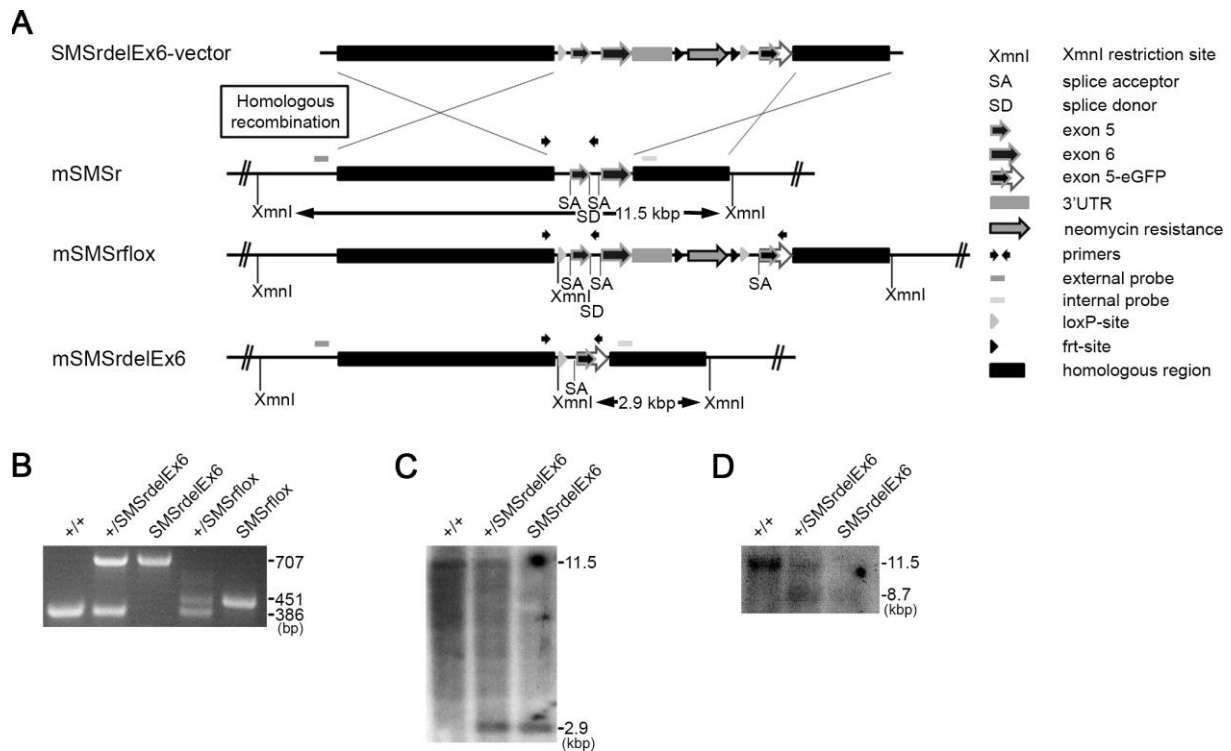 A
SMSrdelEx6-vector
Homologous
recombination
mSMSr
SA
SA
SD
XmnI
11.5 kbp
XmnI
mSMSrflox
SA
SA
SA
XmnI
XmnI
SD
XmnI
mSMSrdelEx6
SA
XmnI
XmnI
2.9 kbp
XmnI
XmnI XmnI restriction site
SA splice acceptor
SD splice donor
exon 5
exon 6
exon 5-eGFP
3'UTR
neomycin resistance
primers
external probe
internal probe
loxP-site
frt-site
homologous region
B
+/+
+/SMSrdelEx6
SMSrdelEx6
+/SMSrflox
SMSrflox
-707
-451
-386
(bp)
C
+/+
+/SMSrdelEx6
SMSrdelEx6
-11.5
-2.9
(kbp)
D
+/+
+/SMSrdelEx6
SMSrdelEx6
-11.5
-8.7
(kbp)